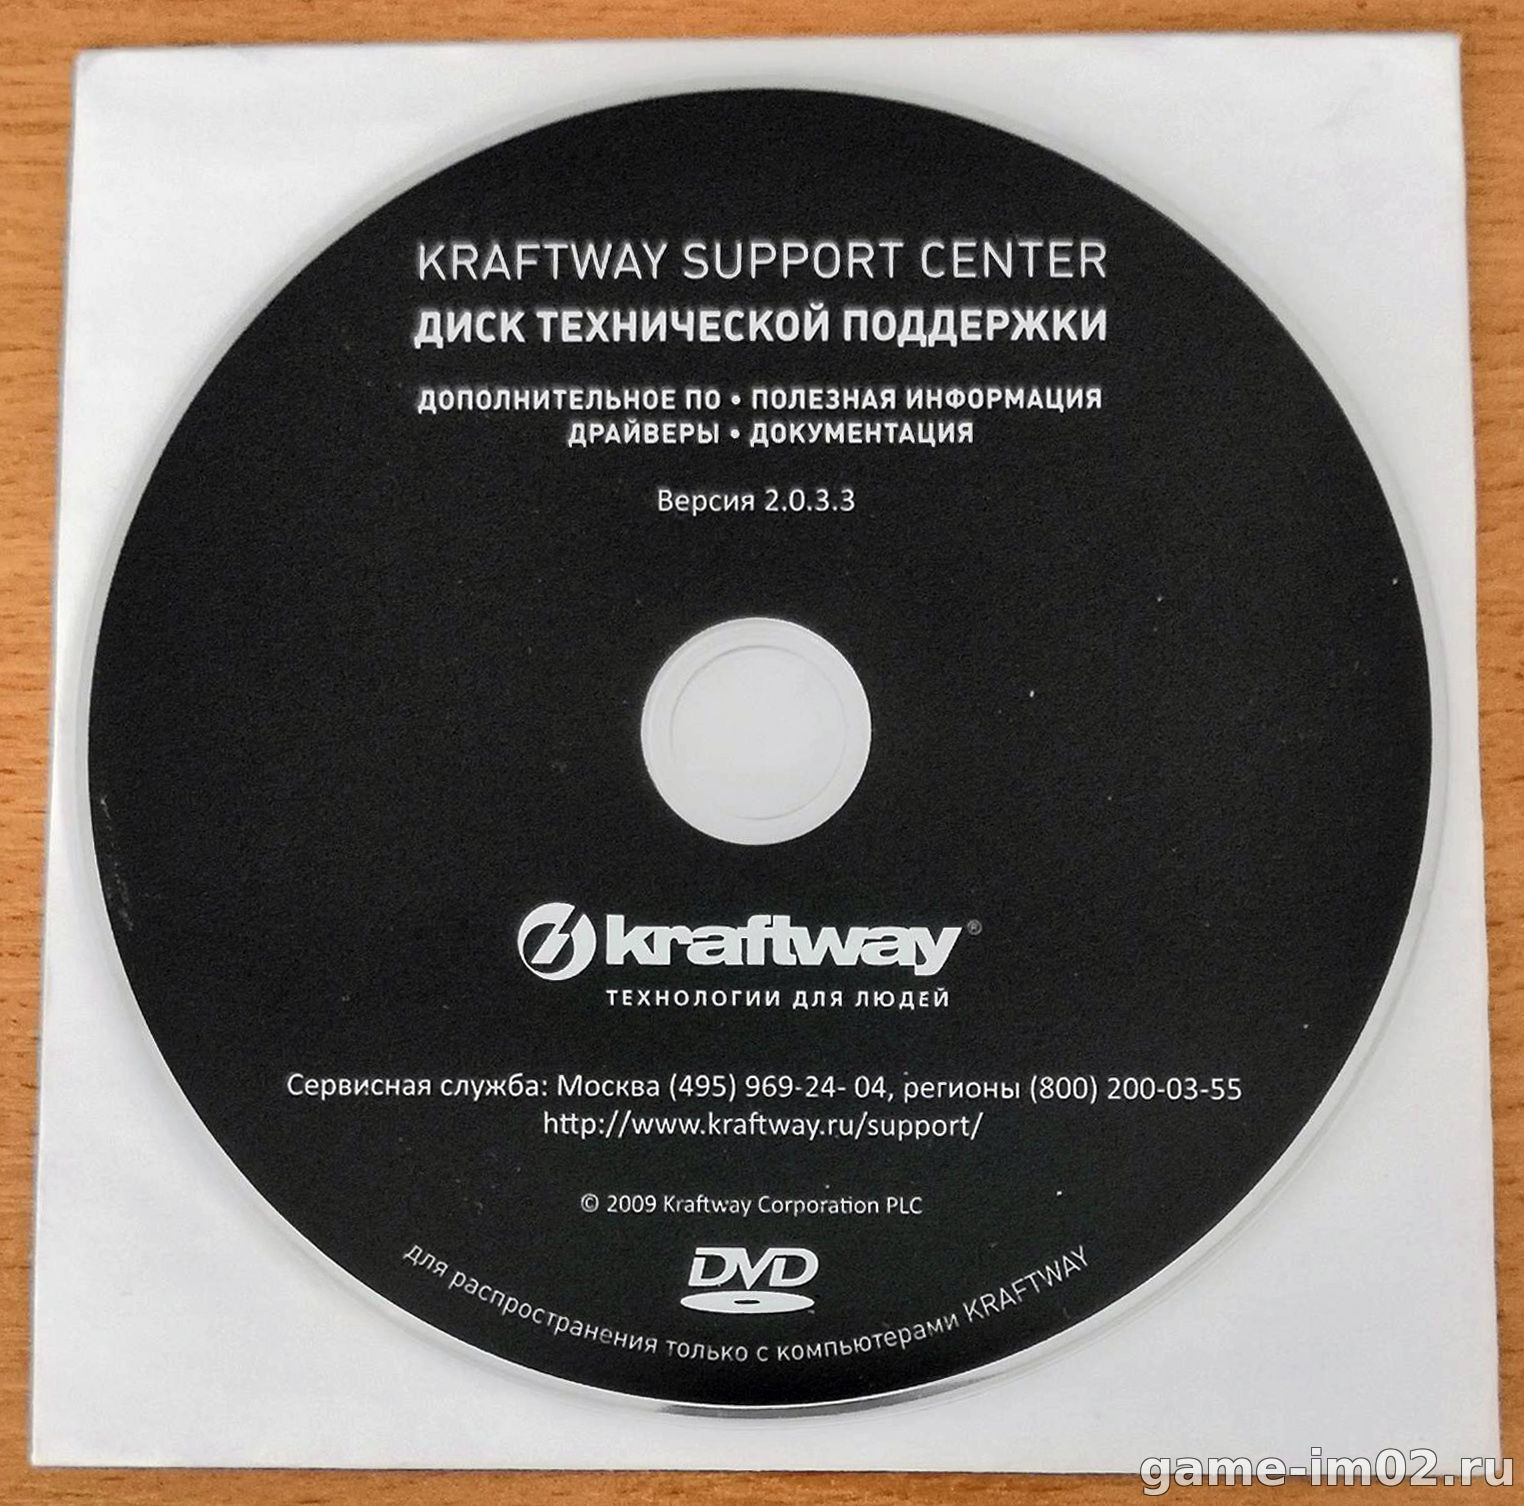 KRAFTWAY SUPPORT CENTER
ДИСК ТЕХНИЧЕСКОЙ ПОДДЕРЖКИ
ДОПОЛНИТЕЛЬНОЕ ПО • ПОЛЕЗНАЯ ИНФОРМАЦИЯ
ДРАЙВЕРЫ • ДОКУМЕНТАЦИЯ
Версия 2.0.3.3
kraftway®
ТЕХНОЛОГИИ ДЛЯ ЛЮДЕЙ
Сервисная служба: Москва (495) 969-24- 04, регионы (800) 200-03-55
http://www.kraftway.ru/support/
© 2009 Kraftway Corporation PLC
DVD
для распространения только с компьютерами KRAFTWAY
game-im02.ru